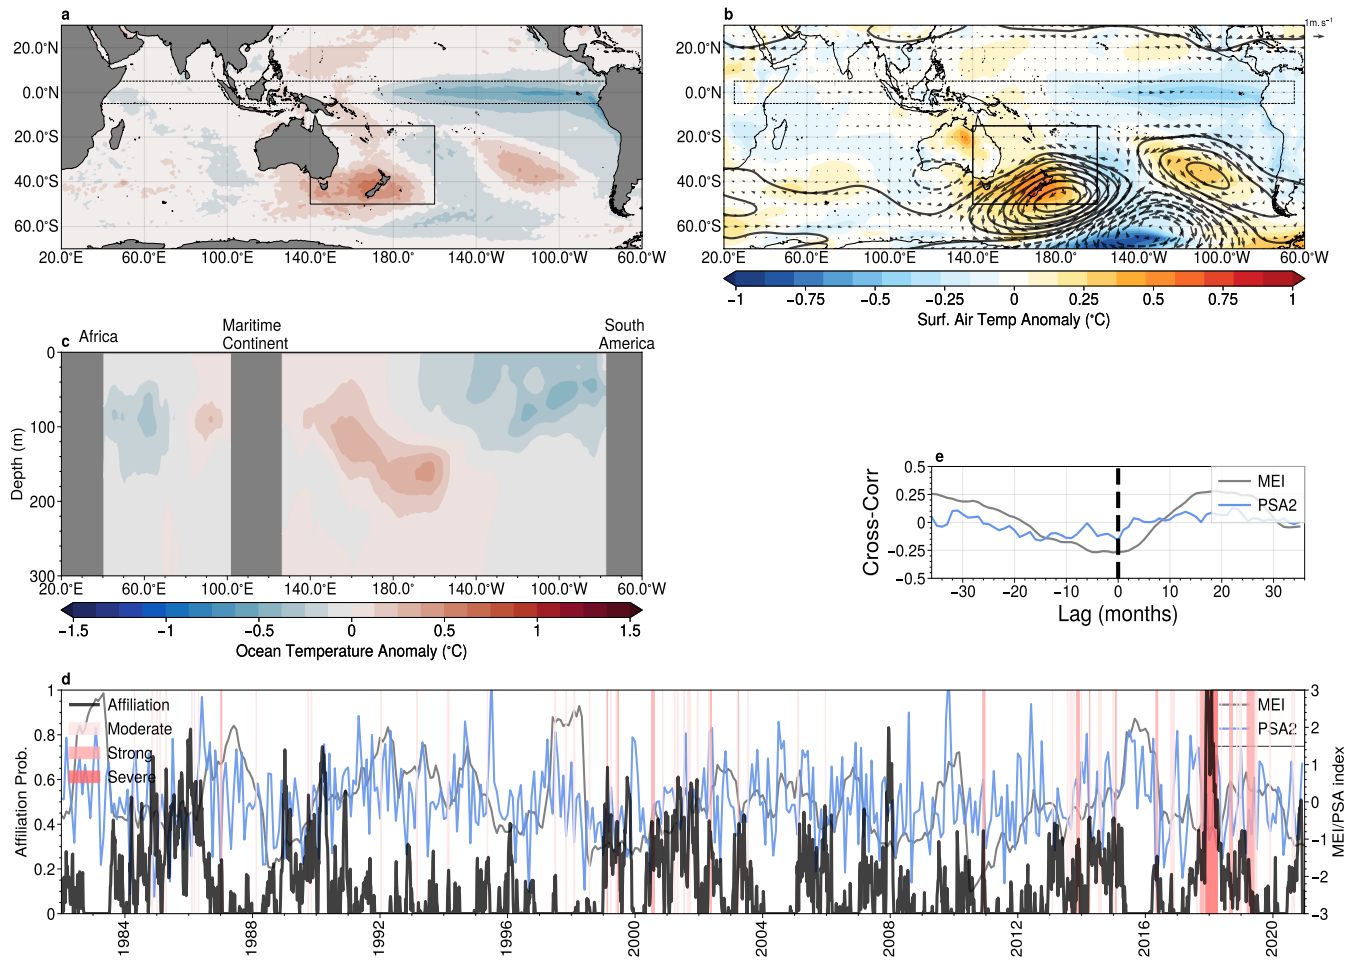 a
b
1m. s⁻¹
20.0°N
0.0°N
20.0°S
40.0°S
60.0°S
20.0°E 60.0°E 100.0°E 140.0°E 180.0°W 140.0°W 100.0°W 60.0°W
20.0°N
0.0°N
20.0°S
40.0°S
60.0°S
20.0°E 60.0°E 100.0°E 140.0°E 180.0°W 140.0°W 100.0°W 60.0°W
−1 −0.75 −0.5 −0.25 0 0.25 0.5 0.75 1
Surf. Air Temp Anomaly (°C)
c
Africa
Maritime
Continent
South
America
Depth (m)
0
100
200
300
20.0°E 60.0°E 100.0°E 140.0°E 180.0°W 140.0°W 100.0°W 60.0°W
−1.5 −1 −0.5 0 0.5 1 1.5
Ocean Temperature Anomaly (°C)
e
Cross-Corr
0.5
0.25
0
−0.25
−0.5
MEI
PSA2
−30 −20 −10 0 10 20 30
Lag (months)
d
Affiliation Prob.
1
0.8
0.6
0.4
0.2
0
Affiliation
Moderate
Strong
Severe
MEI
PSA2
3
2
1
0
−1
−2
−3
MEI/PSA Index
1984 1988 1992 1996 2000 2004 2008 2012 2016 2020